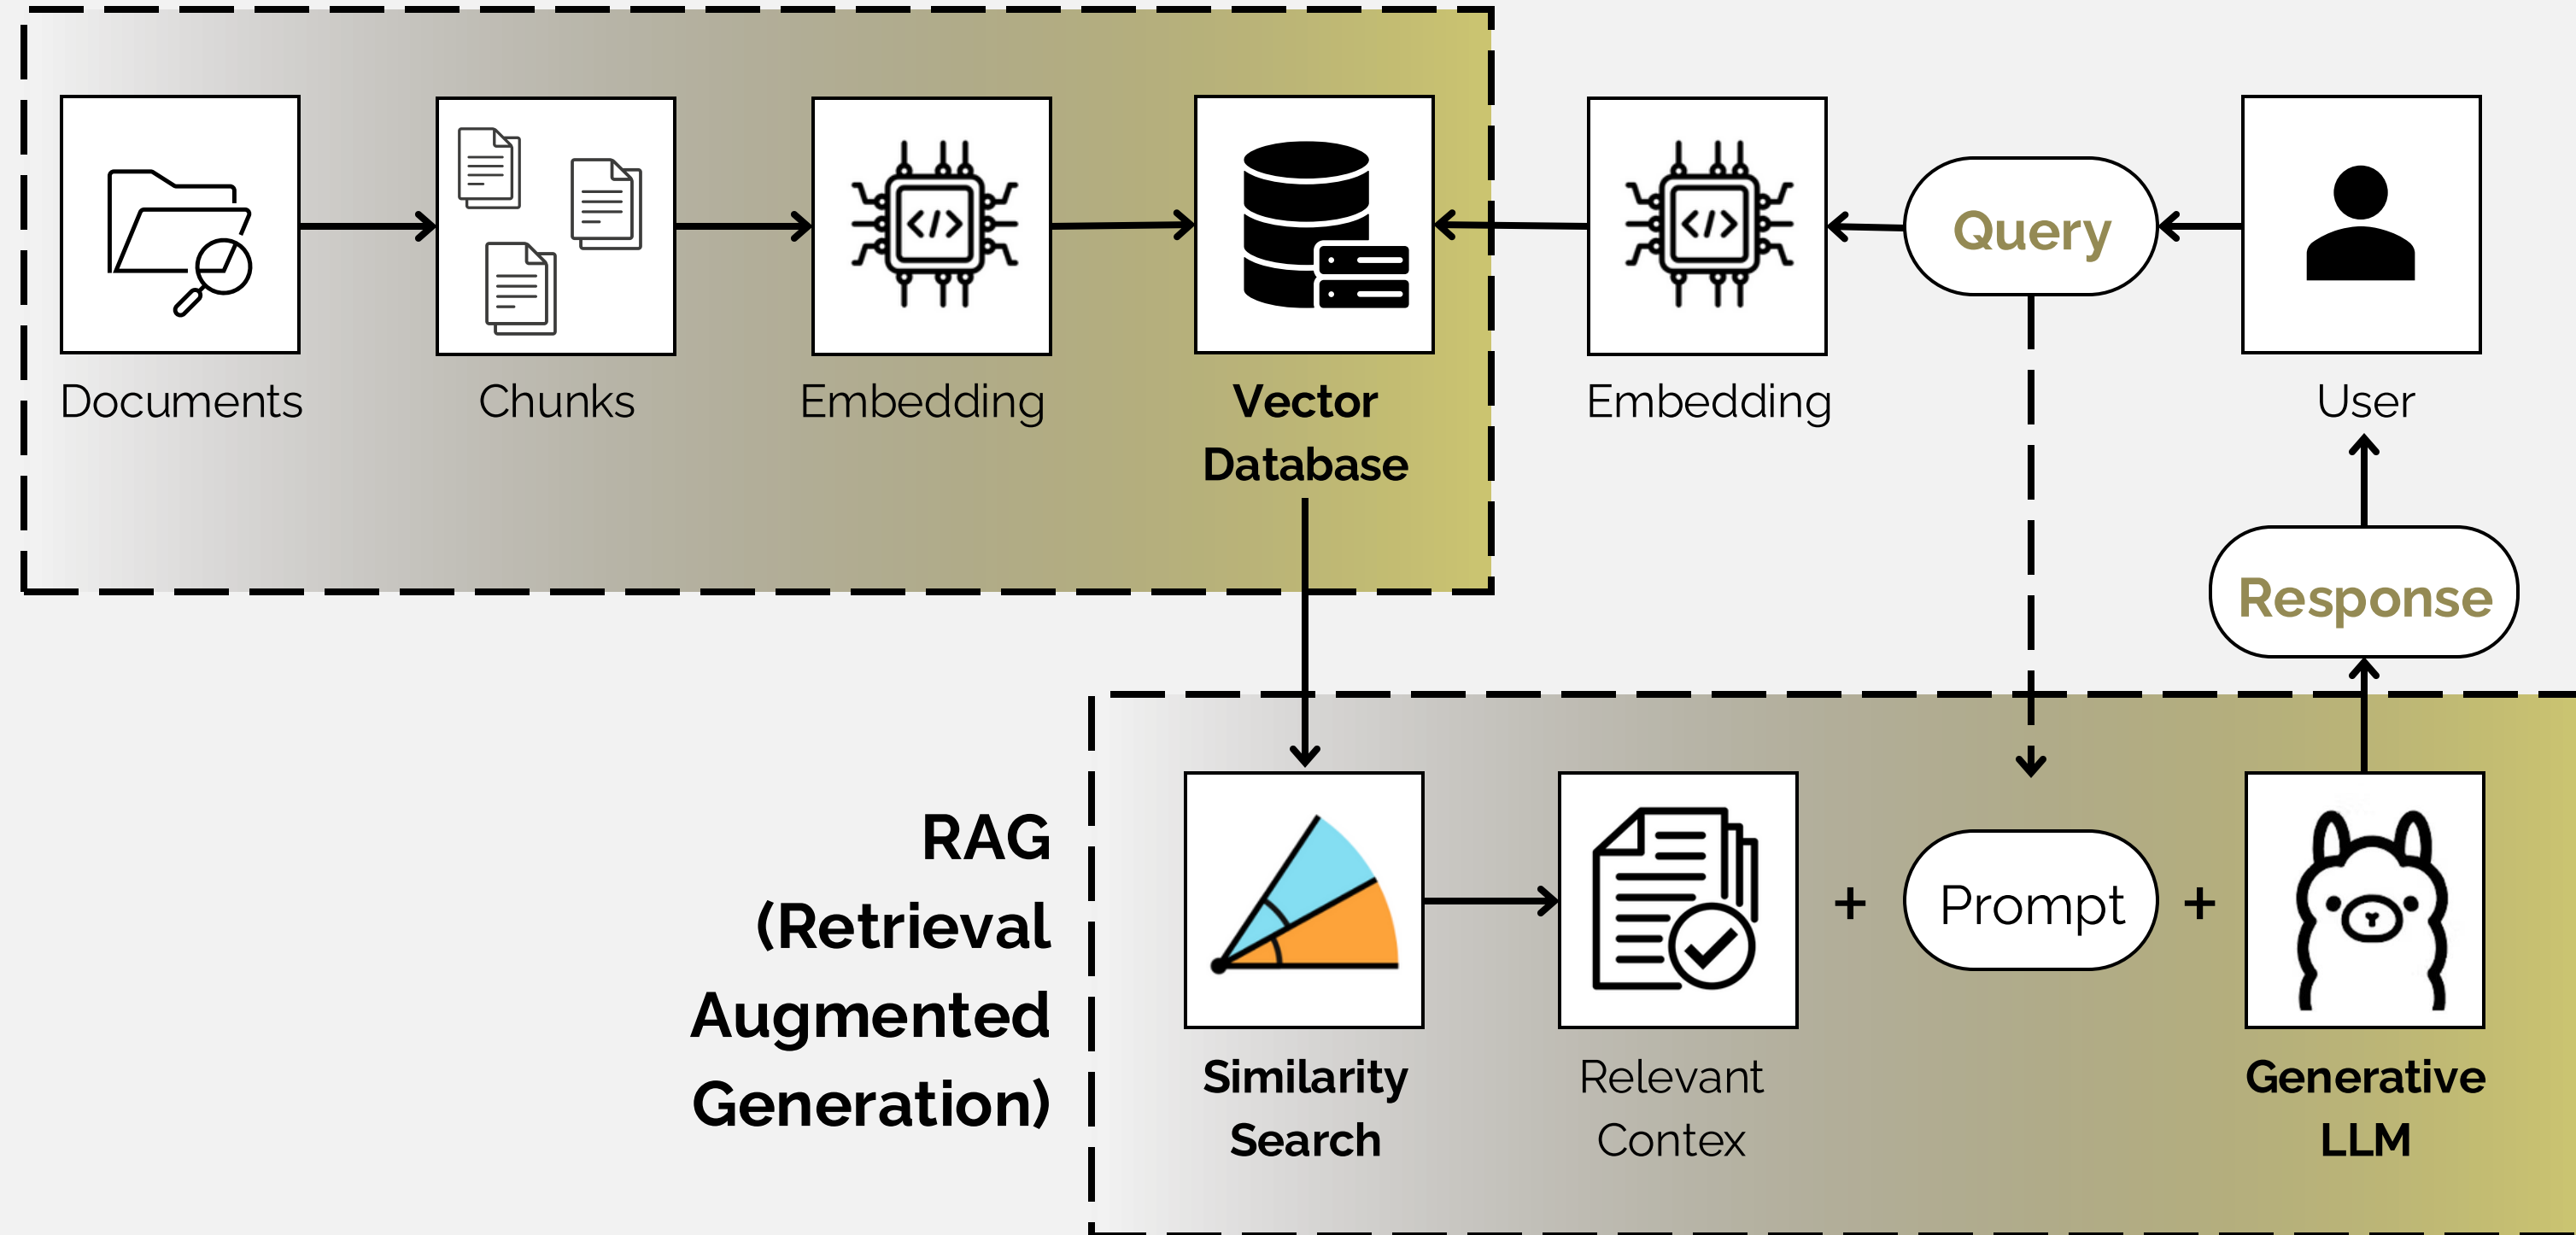 Documents
Chunks
Embedding
Vector
Database
Embedding
Query
User
Response
RAG
(Retrieval
Augmented
Generation)
Similarity
Search
Relevant
Contex
+
Prompt
+
Generative
LLM